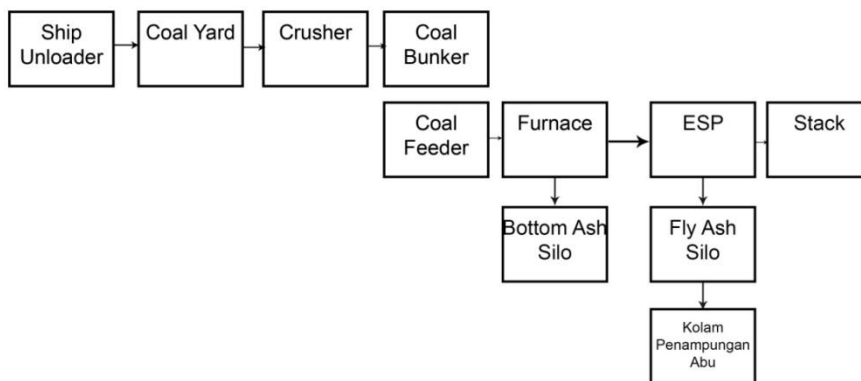 Ship
Unloader
Coal Yard
Crusher
Coal
Bunker
Coal
Feeder
Furnace
ESP
Stack
Bottom Ash
Silo
Fly Ash
Silo
Kolam
Penampungan
Abu